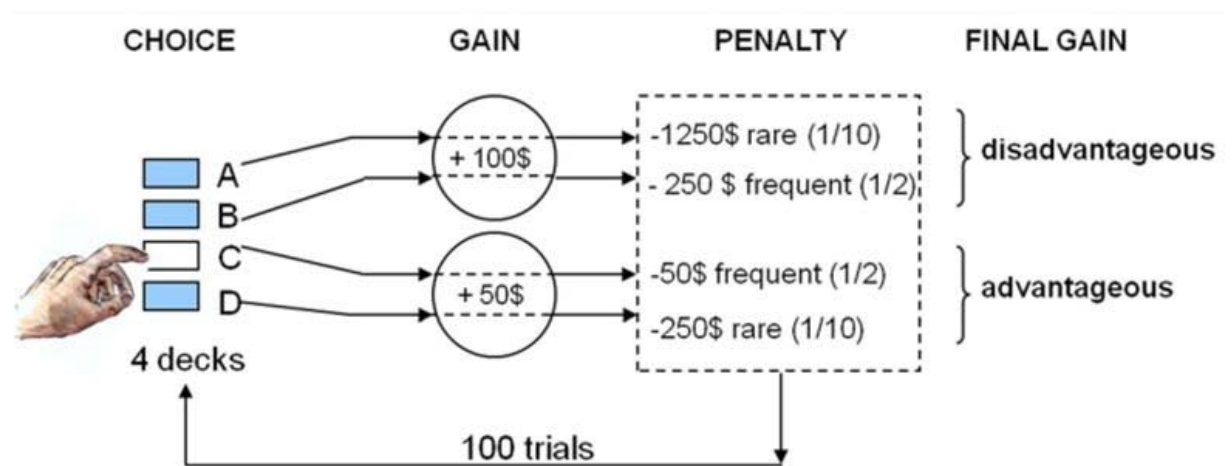 CHOICE GAIN PENALTY FINAL GAIN
A
B
C
D
4 decks
+ 100$
+ 50$
-1250$ rare (1/10)
- 250 $ frequent (1/2)
-50$ frequent (1/2)
-250$ rare (1/10)
disadvantageous
advantageous
100 trials